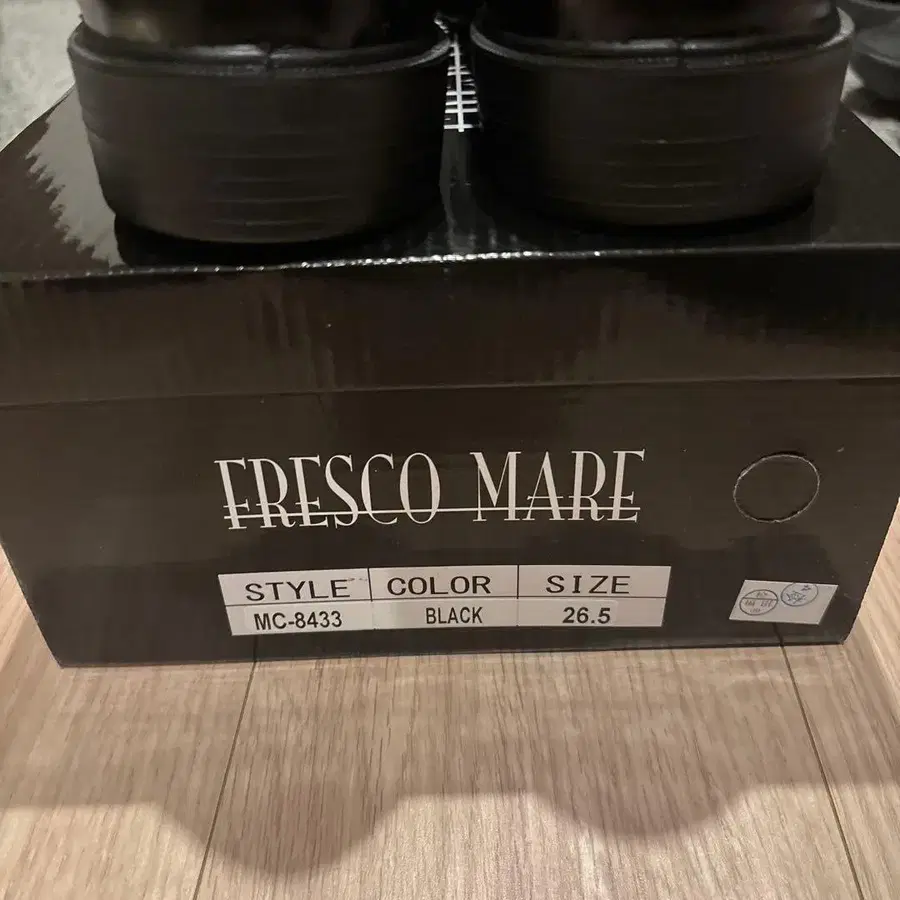 FRESCO MARE
STYLE COLOR SIZE
MC-8433 BLACK 26.5